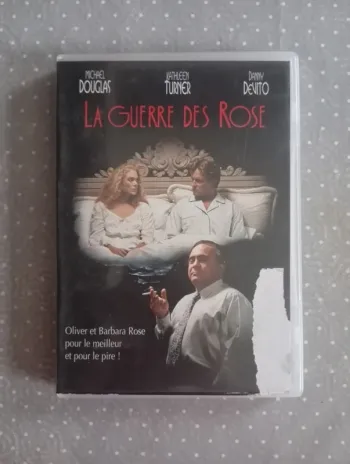 MICHAEL DOUGLAS
KATHLEEN TURNER
DANNY DEVITO
LA GUERRE DES ROSE
Oliver et Barbara Rose
pour le meilleur
et pour le pire !